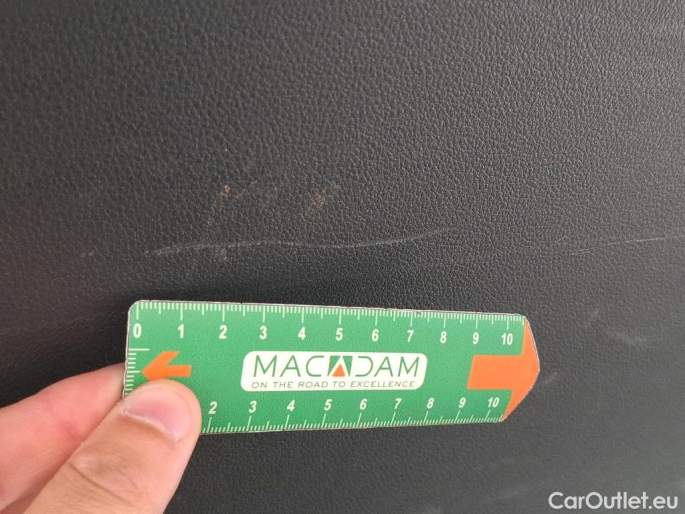 0 1 2 3 4 5 6 7 8 9 10
MACADAM
ON THE ROAD TO EXCELLENCE
2 3 4 5 6 7 8 9 10
CarOutlet.eu